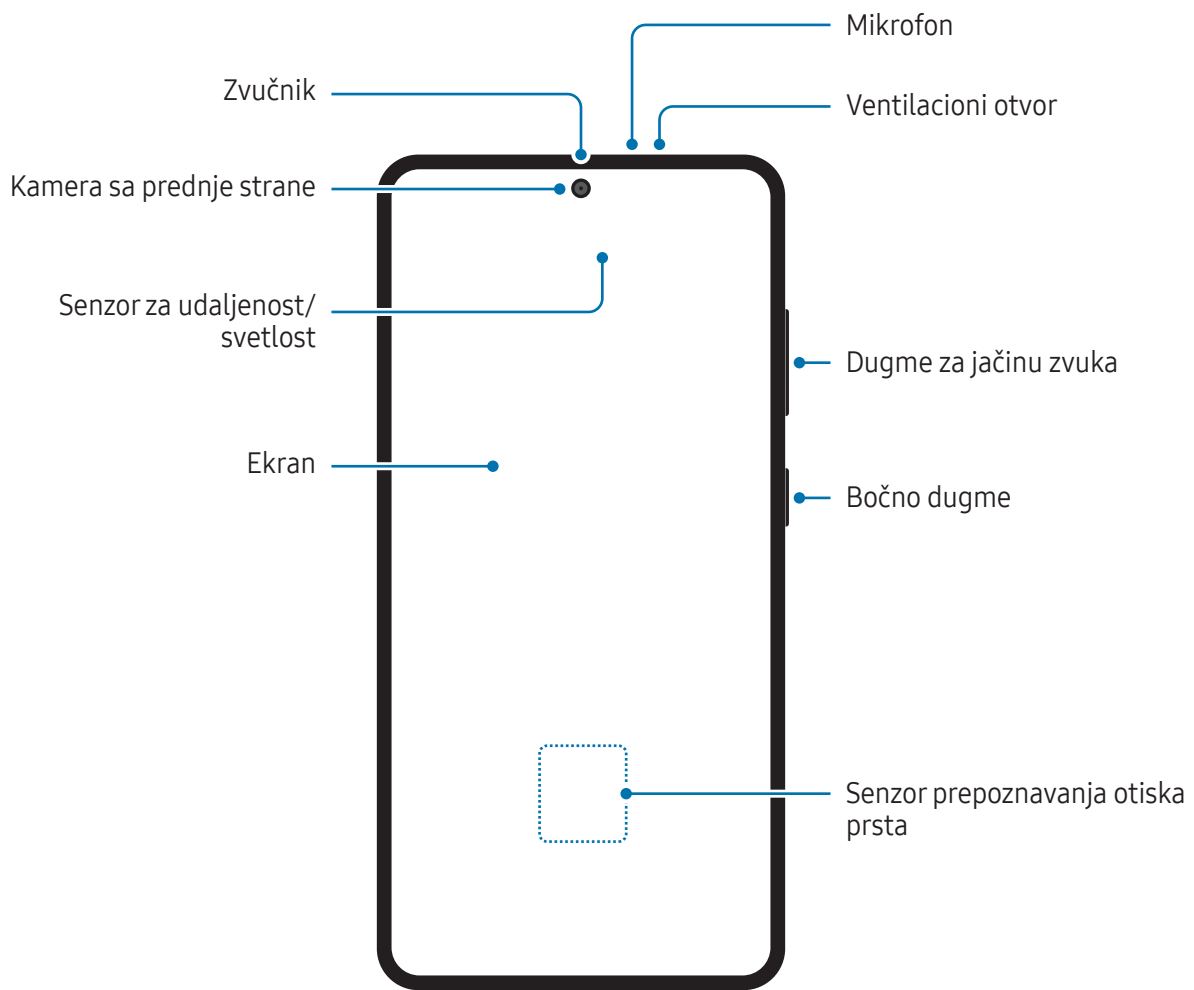 Mikrofon
Zvučnik
Ventilacioni otvor
Kamera sa prednje strane
Senzor za udaljenost/
svetlost
Dugme za jačinu zvuka
Ekran
Bočno dugme
Senzor prepoznavanja otiska
prsta